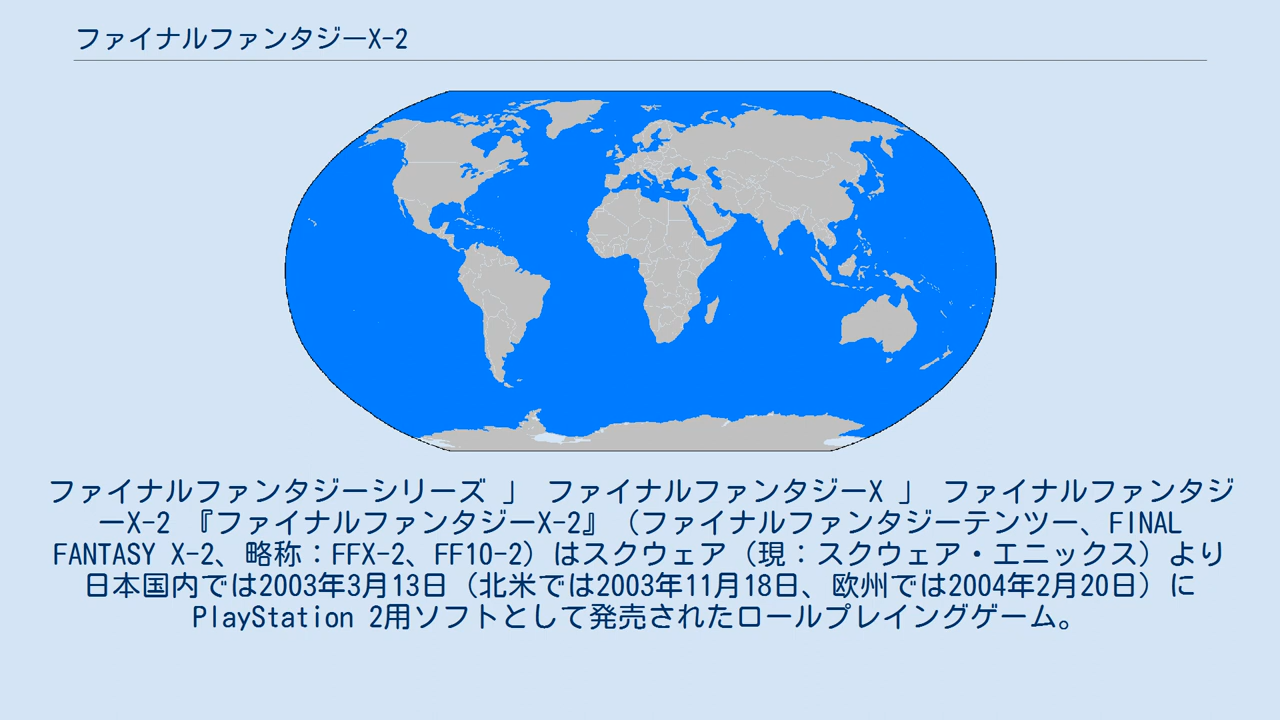 ファイナルファンタジーX-2
ファイナルファンタジーシリーズ 」 ファイナルファンタジーX 」 ファイナルファンタジ
ーX-2 『ファイナルファンタジーX-2』（ファイナルファンタジーテンツー、FINAL
FANTASY X-2、略称：FFX-2、FF10-2）はスクウェア（現：スクウェア・エニックス）より
日本国内では2003年3月13日（北米では2003年11月18日、欧州では2004年2月20日）に
PlayStation 2用ソフトとして発売されたロールプレイングゲーム。